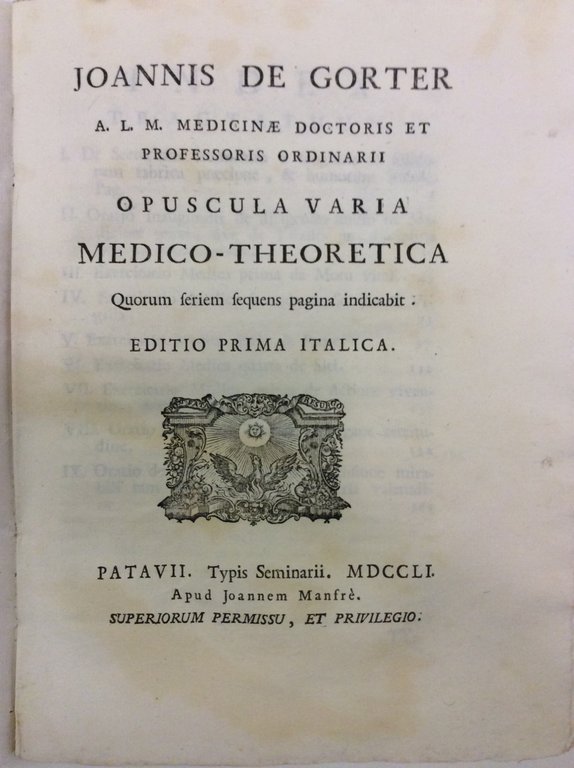 JOANNIS DE GORTER
A. L. M. MEDICINÆ DOCTORIS ET
PROFESSORIS ORDINARII
OPUSCULA VARIA
MEDICO-THEORETICA
Quorum ſeriem ſequens pagina indicabit.
EDITIO PRIMA ITALICA.
PATAVII. Typis Seminarii. MDCCLI.
Apud Joannem Manfrè.
SUPERIORUM PERMISSU, ET PRIVILEGIO.